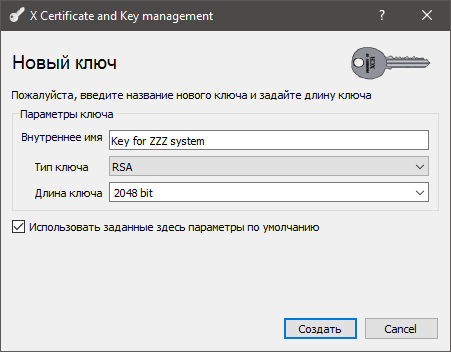 X Certificate and Key management
?
Новый ключ
Пожалуйста, введите название нового ключа и задайте длину ключа
Параметры ключа
Внутреннее имя Key for ZZZ system
Тип ключа RSA
Длина ключа 2048 bit
Использовать заданные здесь параметры по умолчанию
Создать Cancel